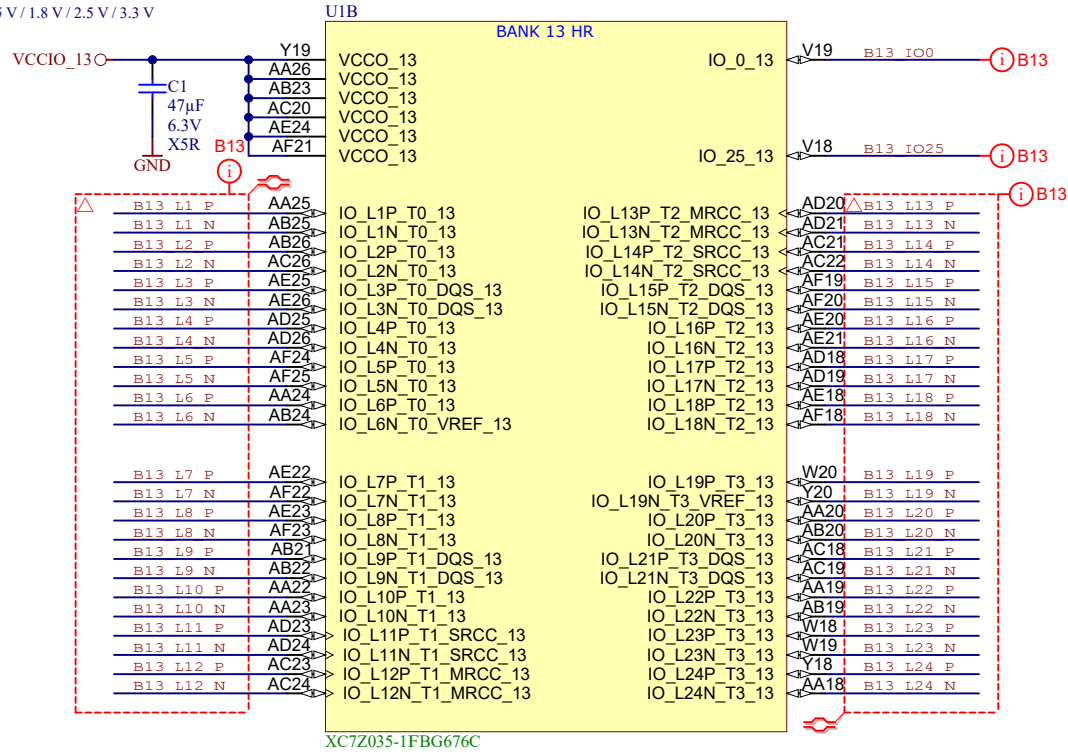 5 V / 1.8 V / 2.5 V / 3.3 V
U1B
BANK 13 HR
VCCIO_13
Y19 VCCO_13
AA26 VCCO_13
AB23 VCCO_13
AC20 VCCO_13
AE24 VCCO_13
AF21 VCCO_13
C1
47µF
6.3V
X5R
GND
B13
i
IO_0_13 V19 B13_IO0 i B13
IO_25_13 V18 B13_IO25 i B13
i B13
B13 L1 P AA25 IO_L1P_T0_13
B13 L1 N AB25 IO_L1N_T0_13
B13 L2 P AB26 IO_L2P_T0_13
B13 L2 N AC26 IO_L2N_T0_13
B13 L3 P AE25 IO_L3P_T0_DQS_13
B13 L3 N AE26 IO_L3N_T0_DQS_13
B13 L4 P AD25 IO_L4P_T0_13
B13 L4 N AD26 IO_L4N_T0_13
B13 L5 P AF24 IO_L5P_T0_13
B13 L5 N AF25 IO_L5N_T0_13
B13 L6 P AA24 IO_L6P_T0_13
B13 L6 N AB24 IO_L6N_T0_VREF_13
B13 L7 P AE22 IO_L7P_T1_13
B13 L7 N AF22 IO_L7N_T1_13
B13 L8 P AE23 IO_L8P_T1_13
B13 L8 N AF23 IO_L8N_T1_13
B13 L9 P AB21 IO_L9P_T1_DQS_13
B13 L9 N AB22 IO_L9N_T1_DQS_13
B13 L10 P AA22 IO_L10P_T1_13
B13 L10 N AA23 IO_L10N_T1_13
B13 L11 P AD23 IO_L11P_T1_SRCC_13
B13 L11 N AD24 IO_L11N_T1_SRCC_13
B13 L12 P AC23 IO_L12P_T1_MRCC_13
B13 L12 N AC24 IO_L12N_T1_MRCC_13
IO_L13P_T2_MRCC_13 AD20 B13 L13 P
IO_L13N_T2_MRCC_13 AD21 B13 L13 N
IO_L14P_T2_SRCC_13 AC21 B13 L14 P
IO_L14N_T2_SRCC_13 AC22 B13 L14 N
IO_L15P_T2_DQS_13 AF19 B13 L15 P
IO_L15N_T2_DQS_13 AF20 B13 L15 N
IO_L16P_T2_13 AE20 B13 L16 P
IO_L16N_T2_13 AE21 B13 L16 N
IO_L17P_T2_13 AD18 B13 L17 P
IO_L17N_T2_13 AD19 B13 L17 N
IO_L18P_T2_13 AE18 B13 L18 P
IO_L18N_T2_13 AF18 B13 L18 N
IO_L19P_T3_13 W20 B13 L19 P
IO_L19N_T3_VREF_13 Y20 B13 L19 N
IO_L20P_T3_13 AA20 B13 L20 P
IO_L20N_T3_13 AB20 B13 L20 N
IO_L21P_T3_DQS_13 AC18 B13 L21 P
IO_L21N_T3_DQS_13 AC19 B13 L21 N
IO_L22P_T3_13 AA19 B13 L22 P
IO_L22N_T3_13 AB19 B13 L22 N
IO_L23P_T3_13 W18 B13 L23 P
IO_L23N_T3_13 W19 B13 L23 N
IO_L24P_T3_13 Y18 B13 L24 P
IO_L24N_T3_13 AA18 B13 L24 N
XC7Z035-1FBG676C